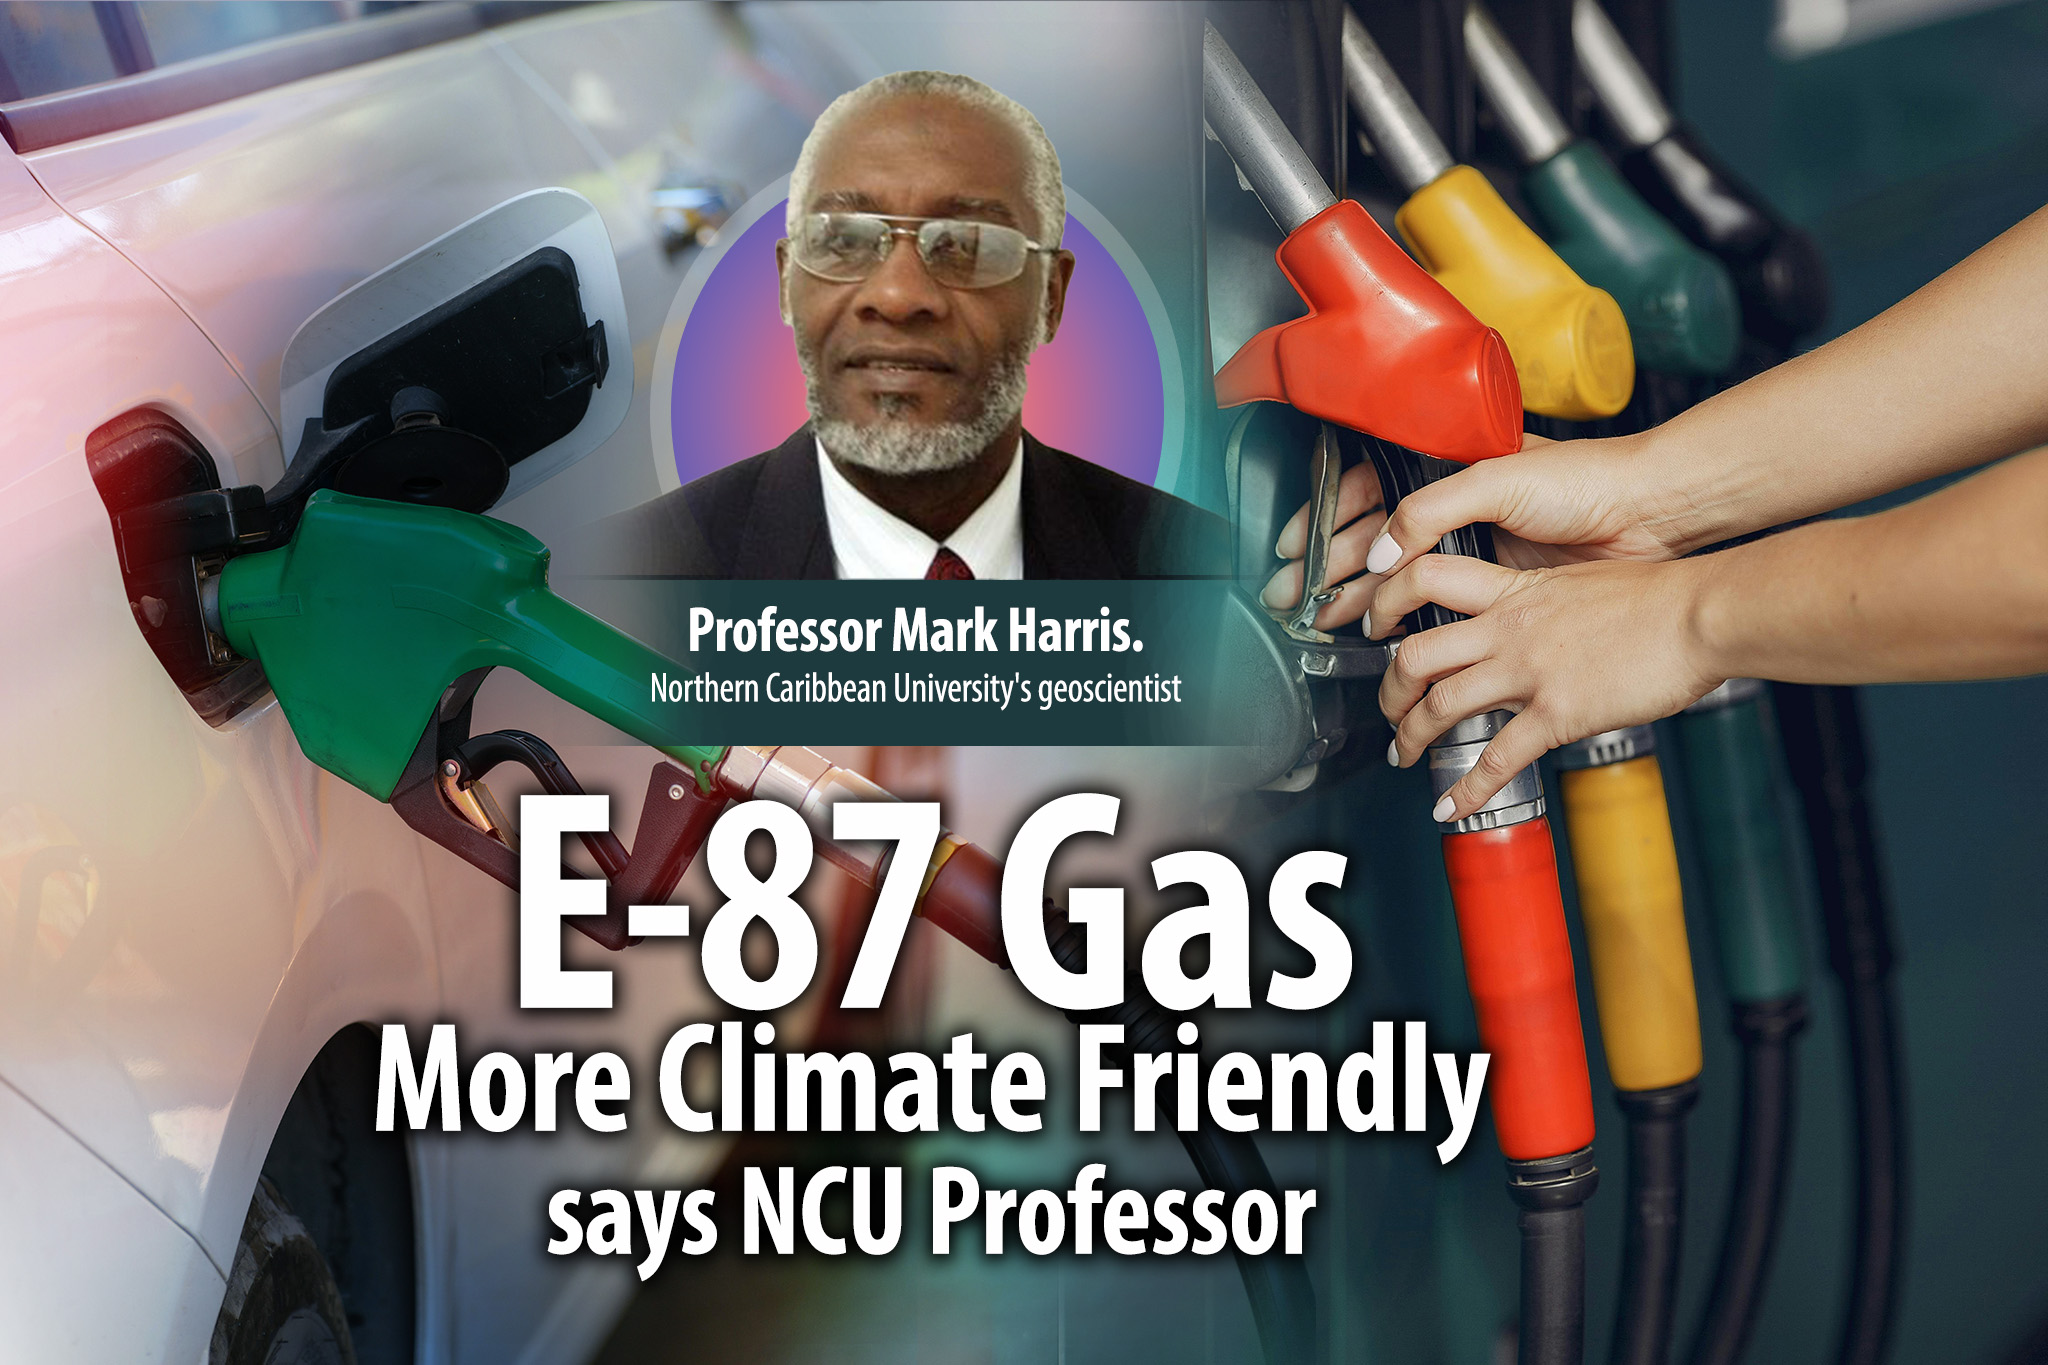 Professor Mark Harris.
Northern Caribbean University's geoscientist
E-87 Gas
More Climate Friendly
says NCU Professor